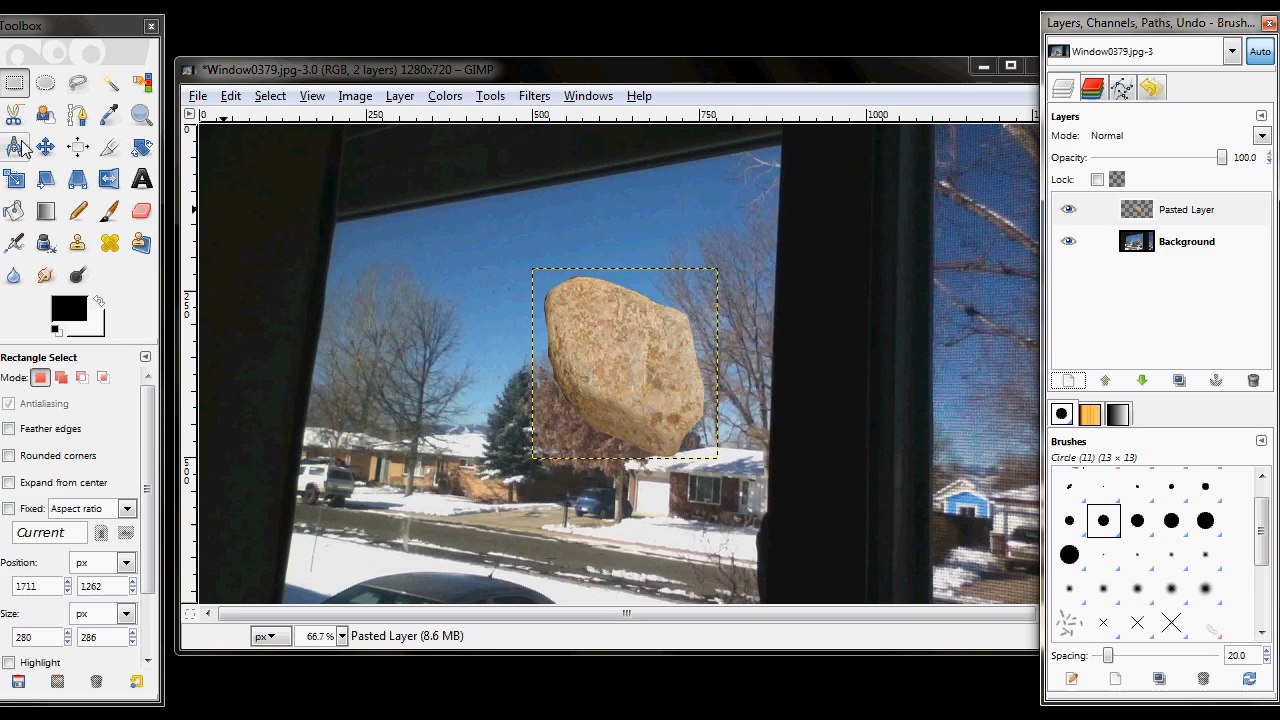 Toolbox
Rectangle Select
Mode:
Antialiasing
Feather edges
Rounded corners
Expand from center
Fixed: Aspect ratio
Current
Position:
px
1711 1262
Size:
px
280 286
Highlight
*Window0379.jpg-3.0 (RGB, 2 layers) 1280x720 – GIMP
File Edit Select View Image Layer Colors Tools Filters Windows Help
0 250 500 750 1000
0
250
500
px 66.7 % Pasted Layer (8.6 MB)
Layers, Channels, Paths, Undo - Brush...
Window0379.jpg-3 Auto
Layers
Mode: Normal
Opacity: 100.0
Lock:
Pasted Layer
Background
Brushes
Circle (11) (13 × 13)
Spacing: 20.0